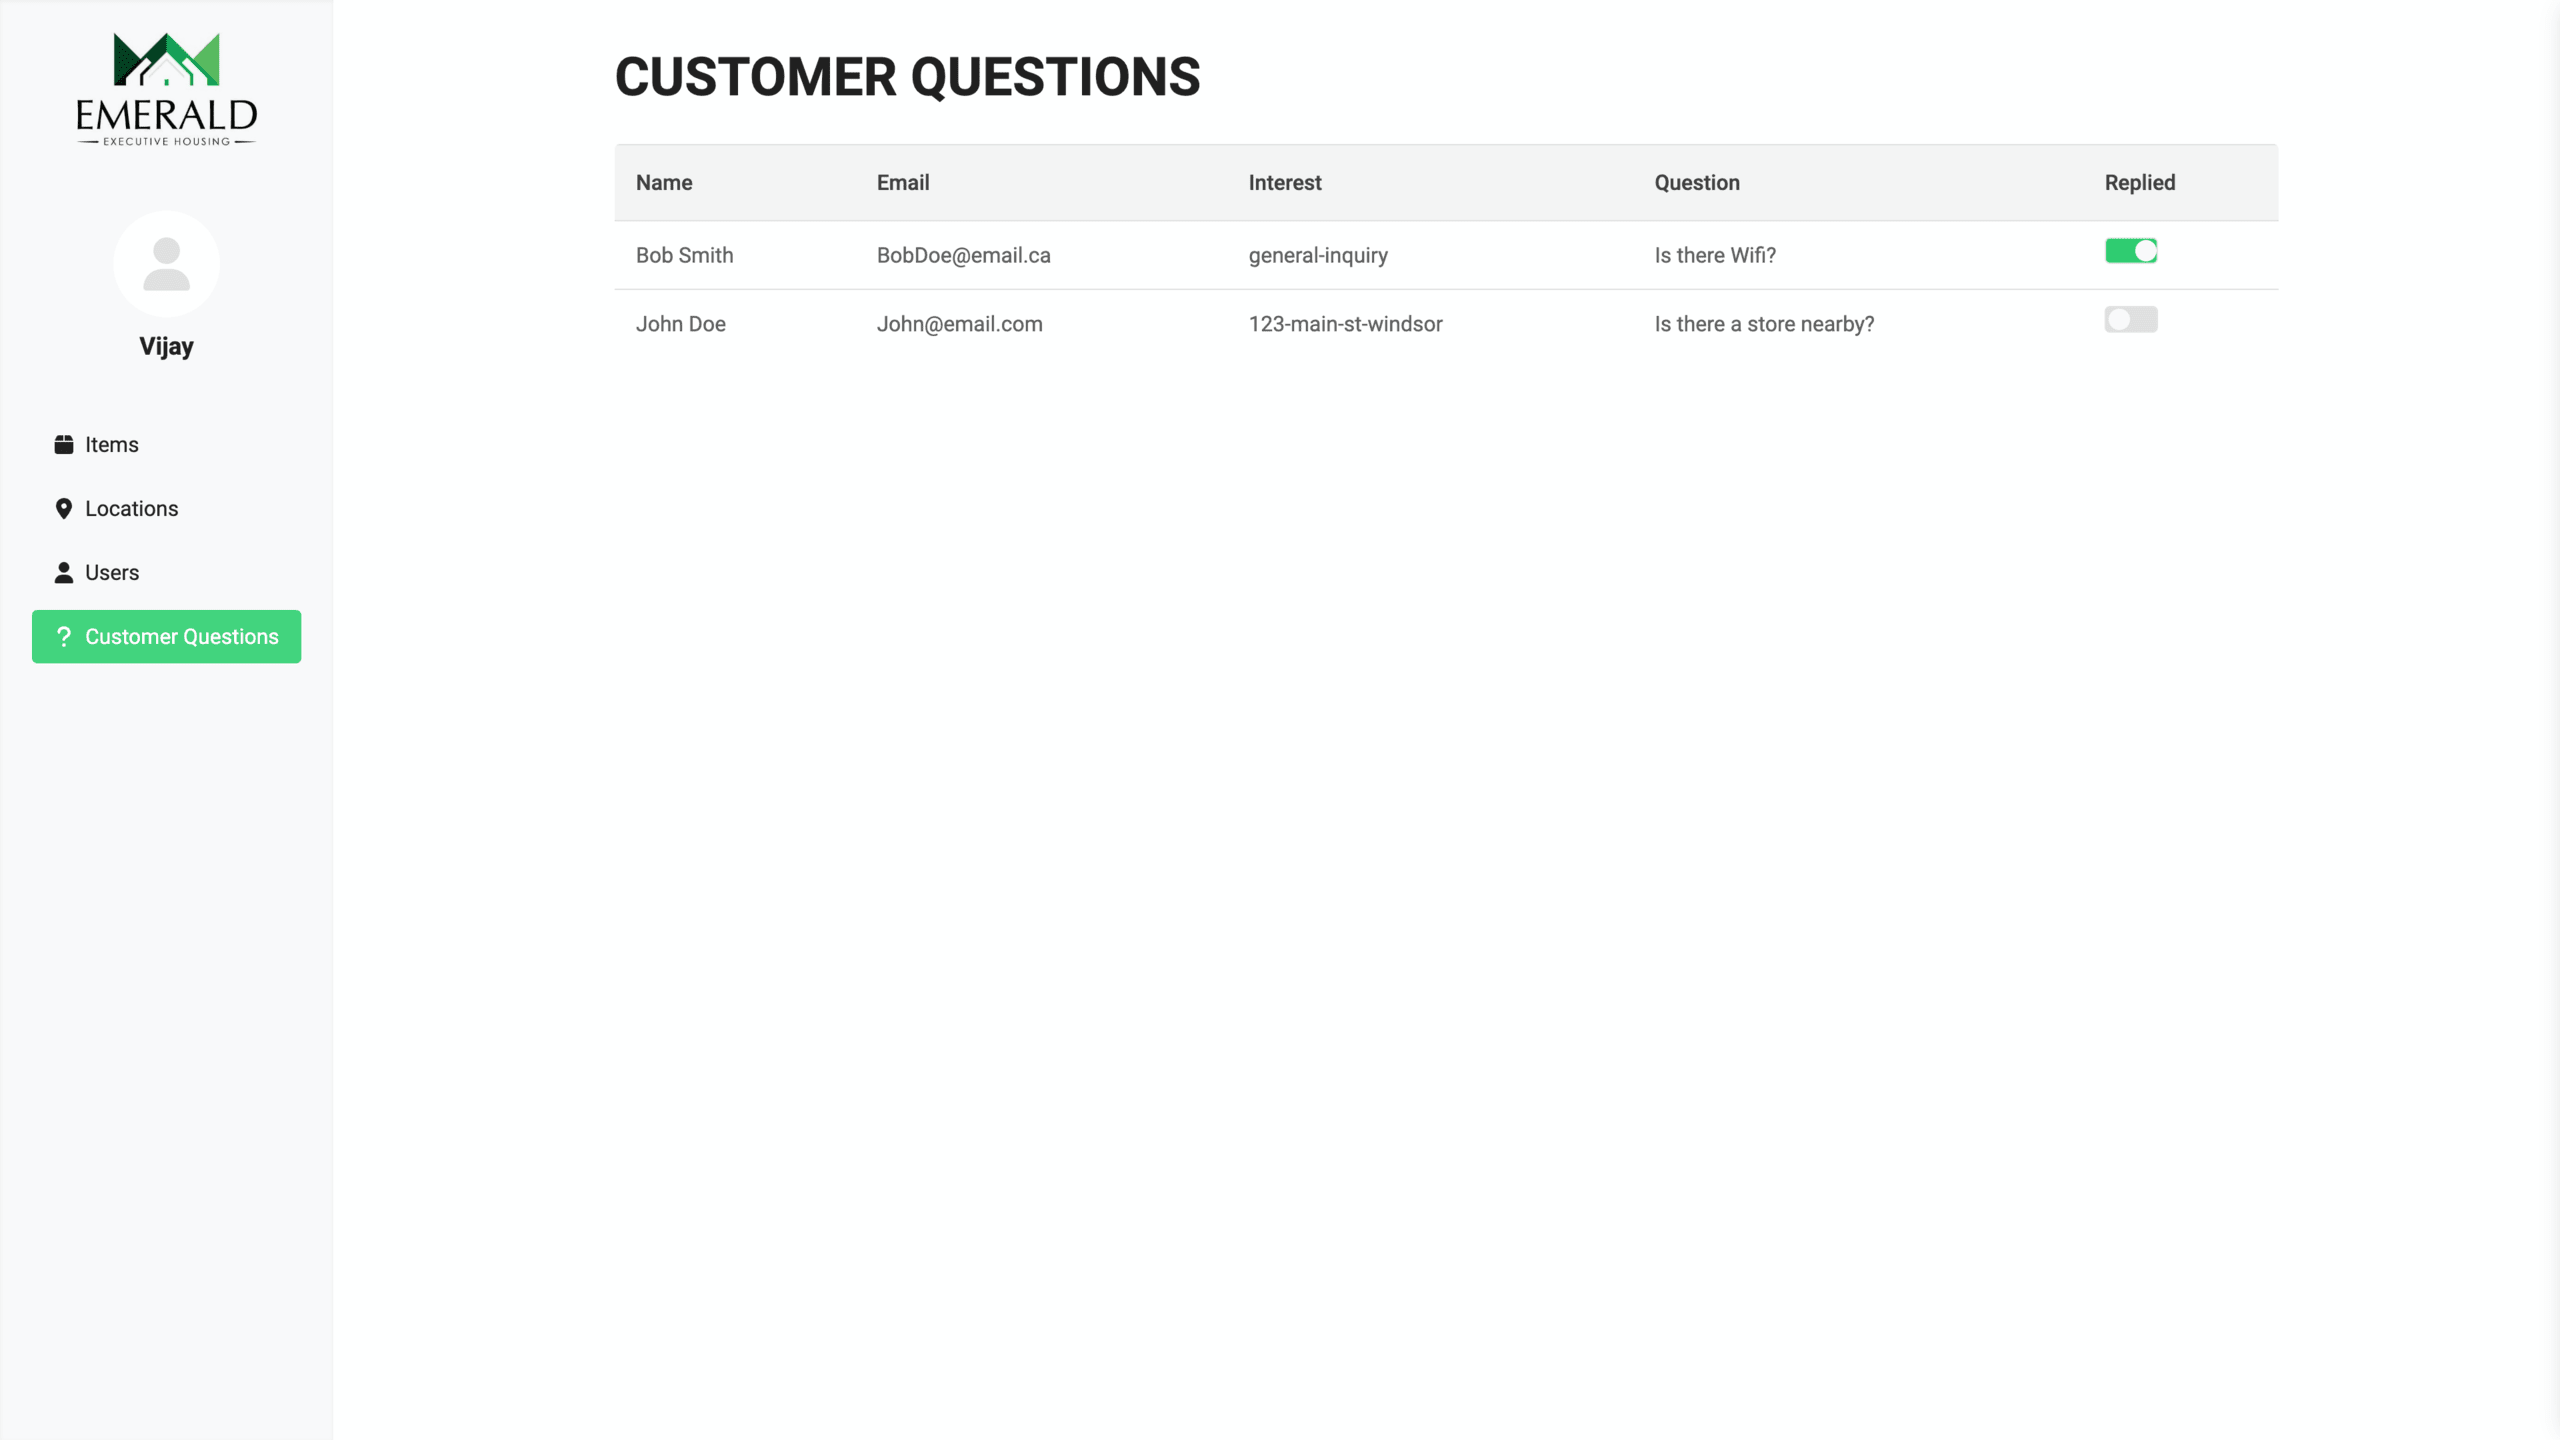 EMERALD
EXECUTIVE HOUSING
Vijay
Items
Locations
Users
? Customer Questions
CUSTOMER QUESTIONS
Name Email Interest Question Replied
Bob Smith BobDoe@email.ca general-inquiry Is there Wifi?
John Doe John@email.com 123-main-st-windsor Is there a store nearby?